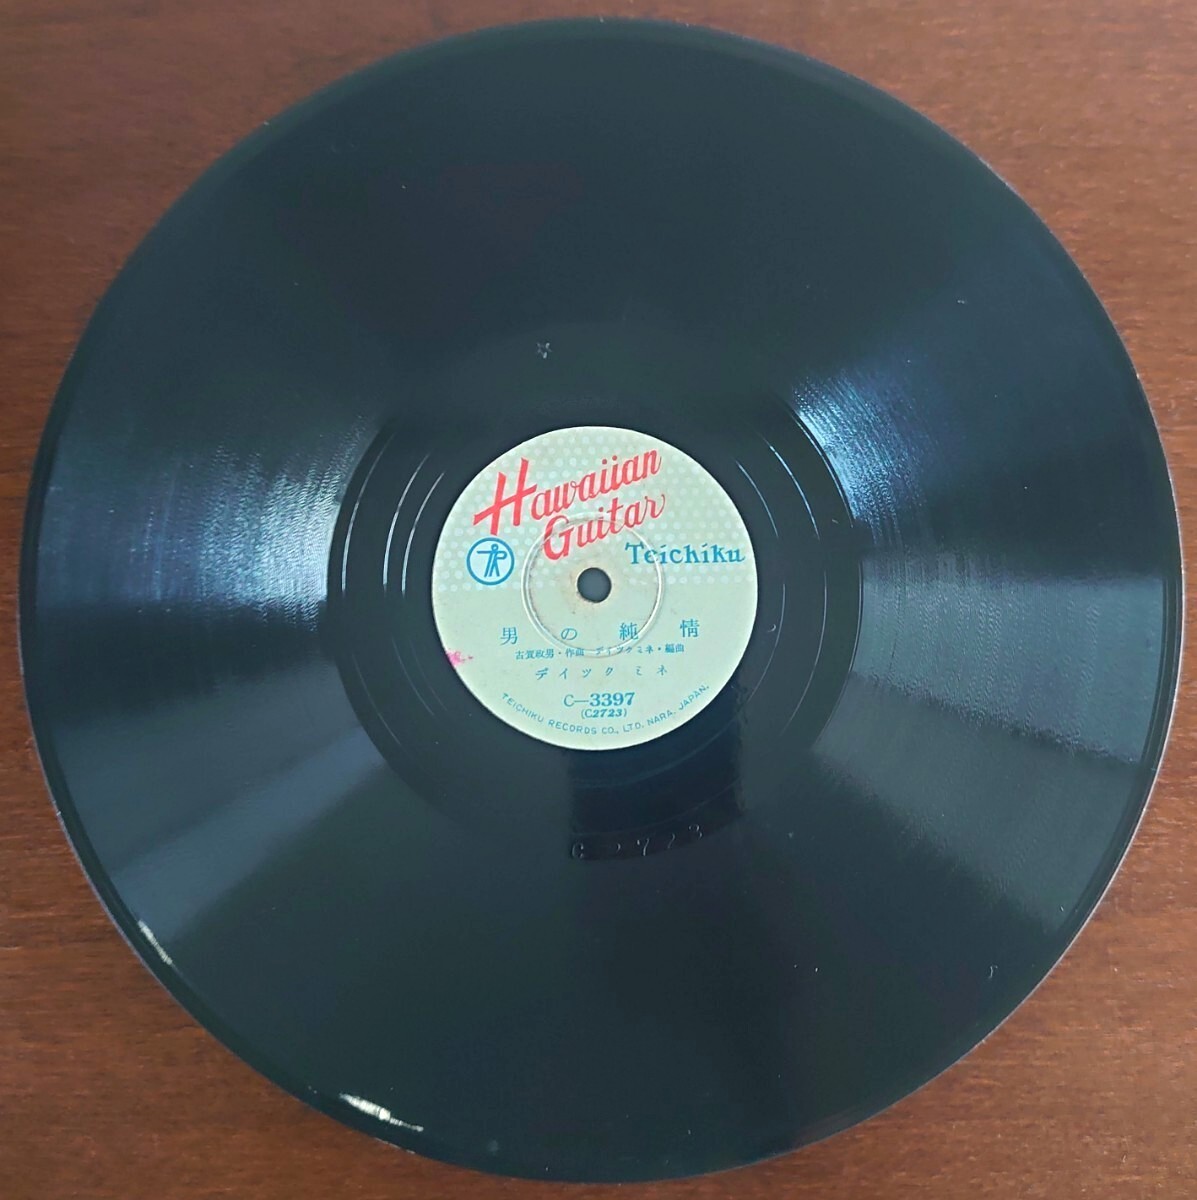 Hawaiian
Guitar
Teichiku
男の純情
古賀政男・作曲 デイツクミネ・編曲
デイツクミネ
C—3397
(C2723)
TEICHIKU RECORDS CO., LTD. NARA. JAPAN.